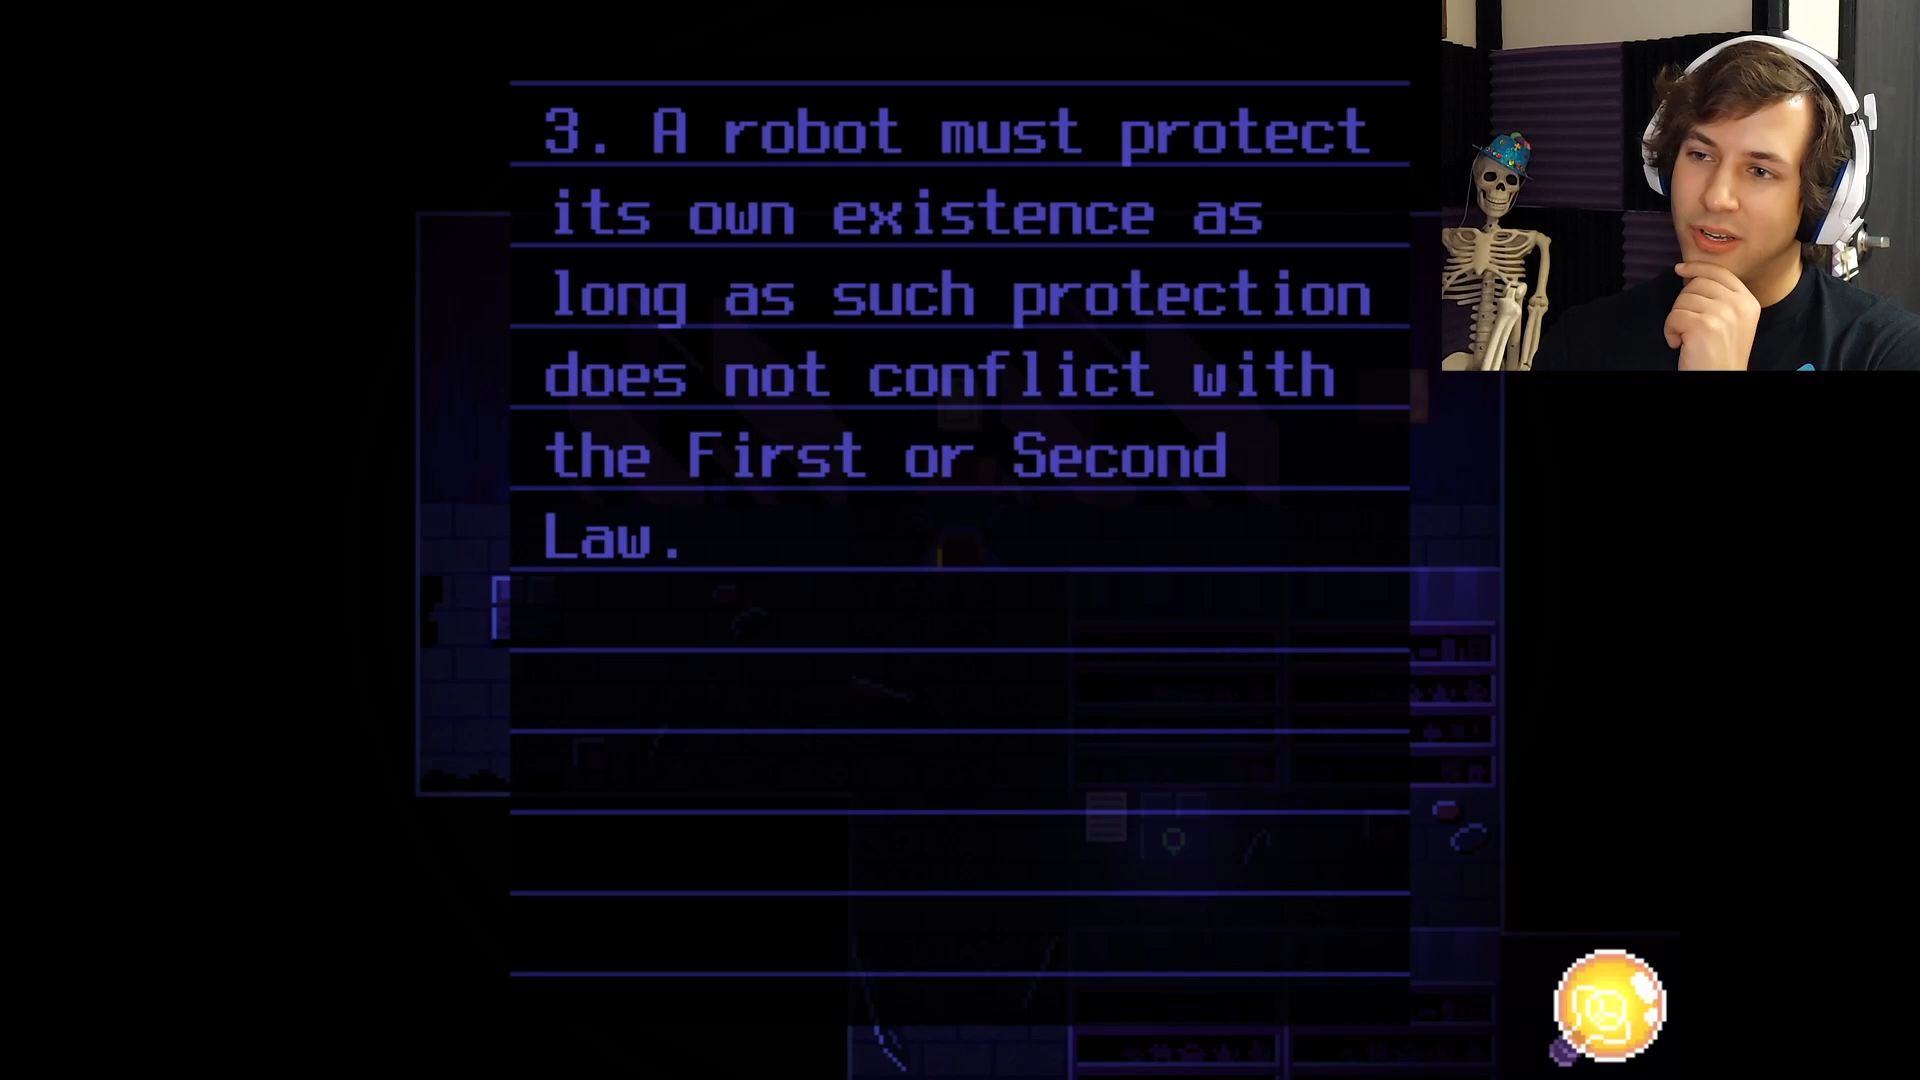 3. A robot must protect
its own existence as
long as such protection
does not conflict with
the First or Second
Law.